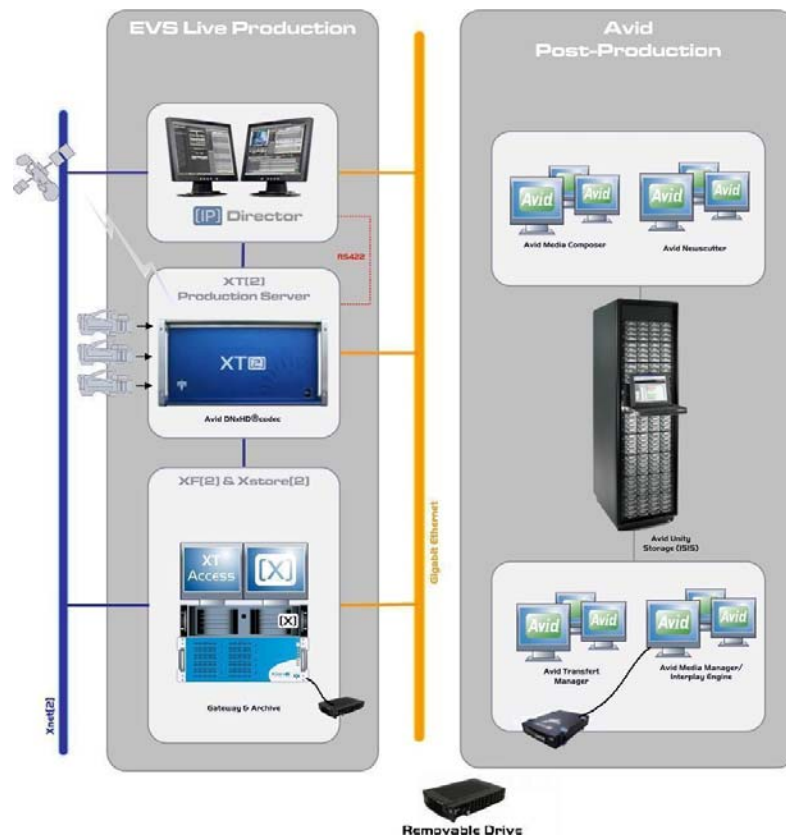 EVS Live Production
[IP] Director
RS422
XT[2]
Production Server
XT[2]
Avid DNxHD®codec
XF[2] & Xstore[2]
XT
Access
[X]
[X]
Gateway & Archive
Xnet[2]
Gigabit Ethernet
Avid
Post-Production
Avid
Avid
Avid Media Composer
Avid Newscutter
Avid Unity
Storage (ISIS)
Avid
Avid
Avid
Avid
Avid Transfert
Manager
Avid Media Manager/
Interplay Engine
Removable Drive